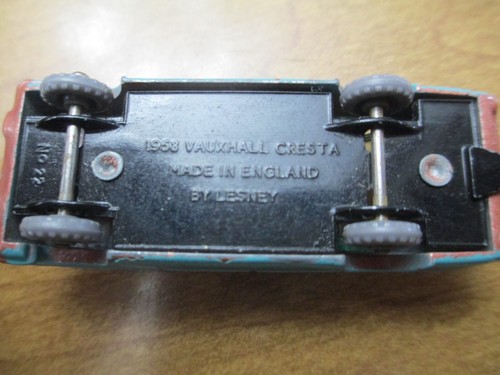 1958 VAUXHALL CRESTA
MADE IN ENGLAND
BY LESNEY
No 22